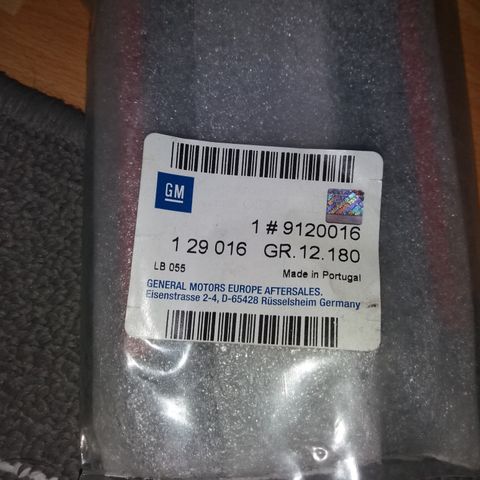 GM
1 # 9120016
1 29 016 GR.12.180
LB 055 Made in Portugal
GENERAL MOTORS EUROPE AFTERSALES.
Eisenstrasse 2-4, D-65428 Rüsselsheim Germany